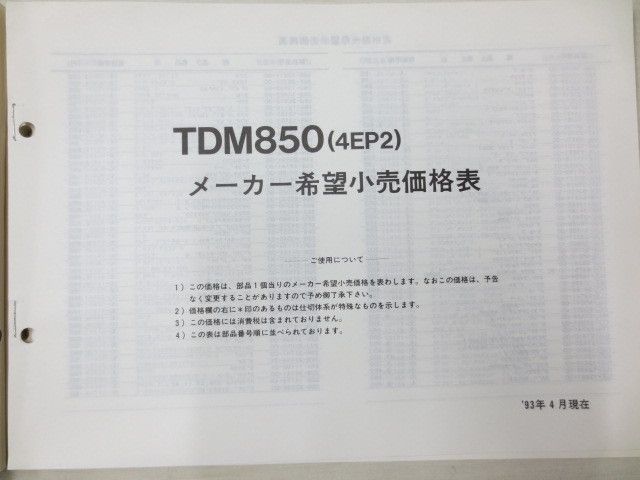 TDM850(4EP2)
メーカー希望小売価格表
ご使用について
1)この価格は、部品1個当りのメーカー希望小売価格を表わします。なおこの価格は、予告
なく変更することがありますので予め御了承下さい。
2)価格欄の右に＊印のあるものは仕切体系が特殊なものを示します。
3)この価格には消費税は含まれておりません。
4)この表は部品番号順に並べられております。
'93年4月現在